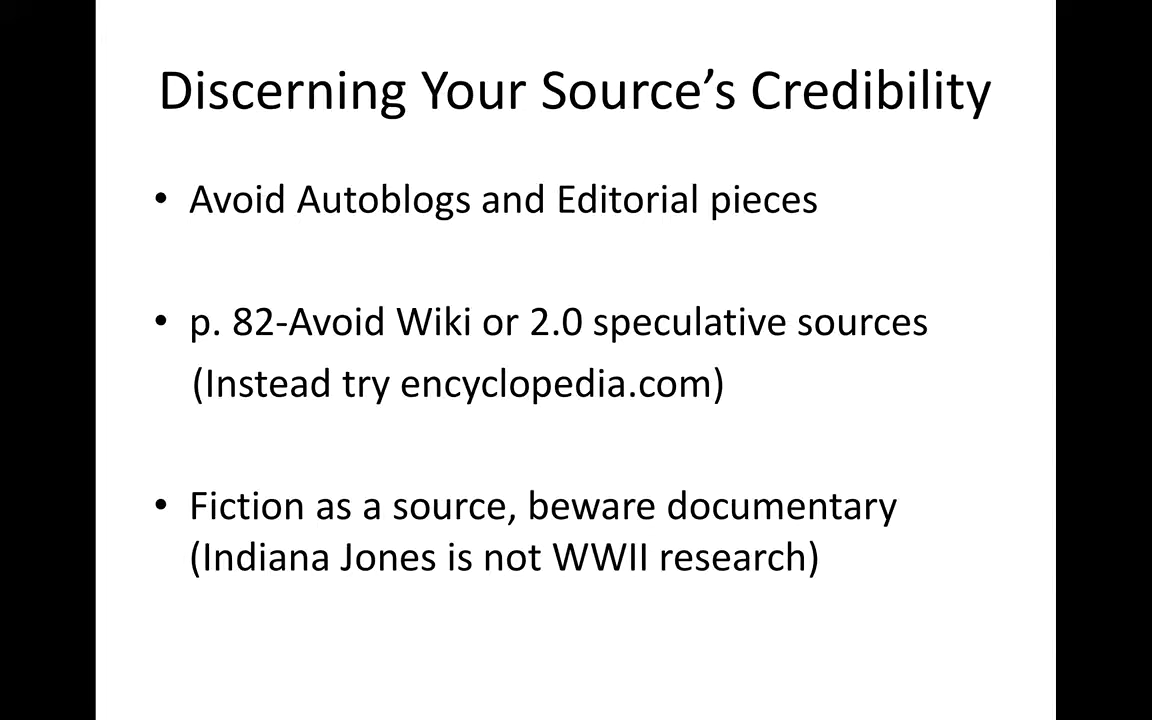 Discerning Your Source’s Credibility
• Avoid Autoblogs and Editorial pieces
• p. 82-Avoid Wiki or 2.0 speculative sources
(Instead try encyclopedia.com)
• Fiction as a source, beware documentary
(Indiana Jones is not WWII research)